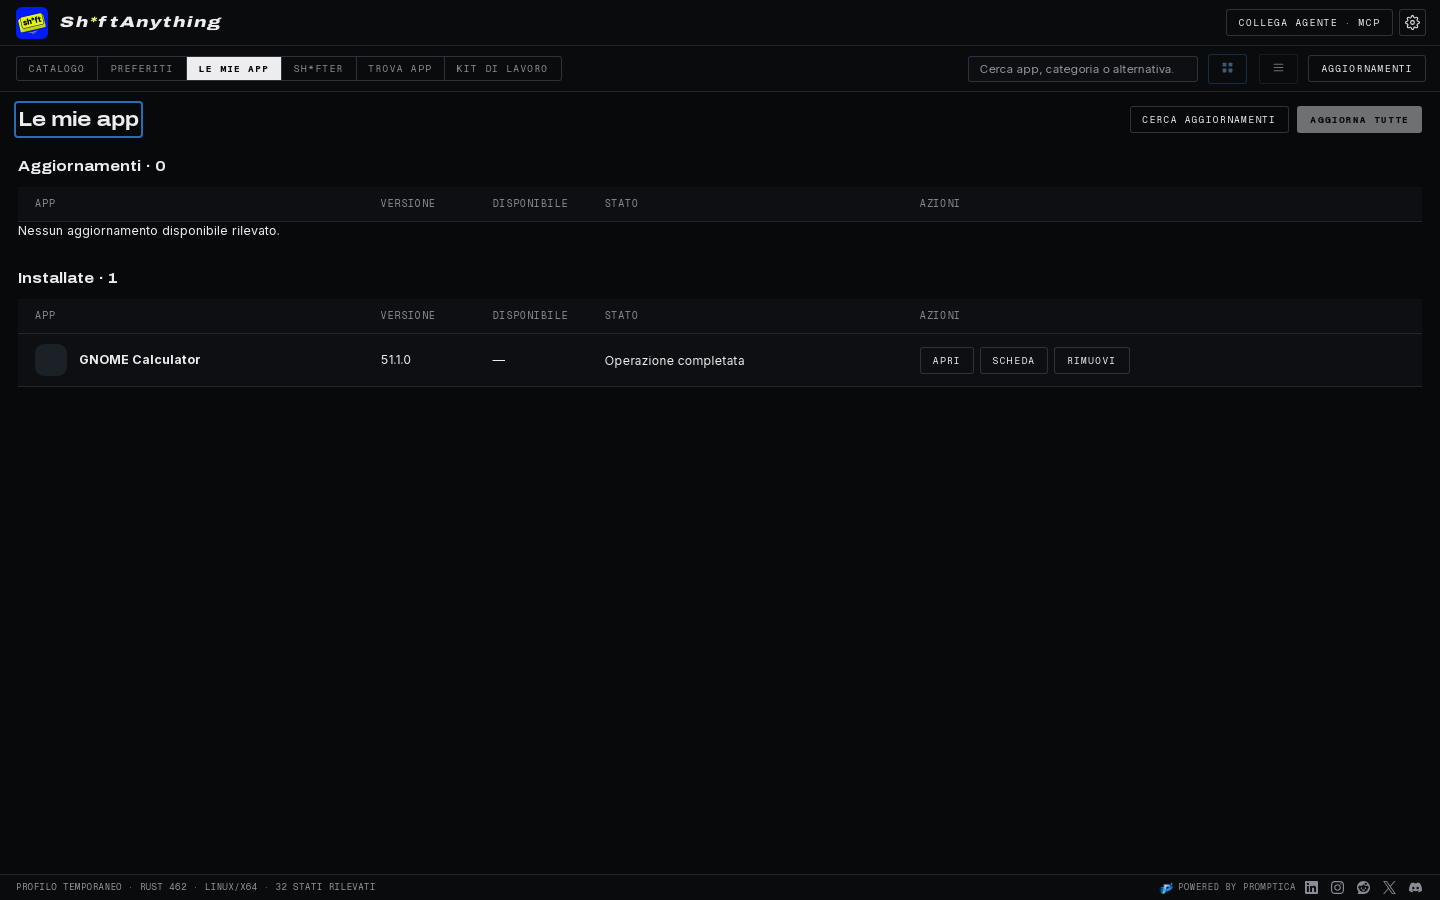 sh*ft Sh*ftAnything COLLEGA AGENTE · MCP
CATALOGO PREFERITI LE MIE APP SH*FTER TROVA APP KIT DI LAVORO Cerca app, categoria o alternativa. AGGIORNAMENTI
Le mie app CERCA AGGIORNAMENTI AGGIORNA TUTTE
Aggiornamenti · 0
APP VERSIONE DISPONIBILE STATO AZIONI
Nessun aggiornamento disponibile rilevato.
Installate · 1
APP VERSIONE DISPONIBILE STATO AZIONI
GNOME Calculator 51.1.0 — Operazione completata APRI SCHEDA RIMUOVI
PROFILO TEMPORANEO · RUST 462 · LINUX/X64 · 32 STATI RILEVATI POWERED BY PROMPTICA